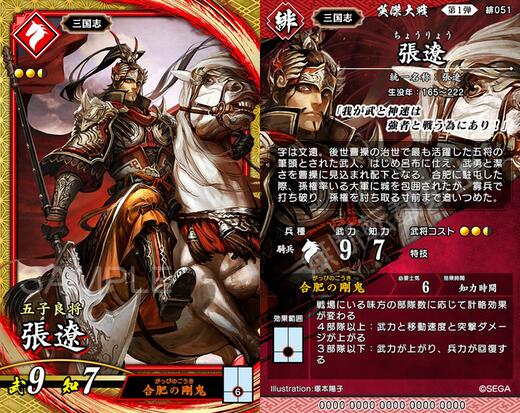 三国志
SAMPLE
五子良将
張遼
武9 知7
がっぴのごうき
合肥の剛鬼
6
緋
三国志
英傑大戦
第1弾
緋051
ちょうりょう
張遼
統一名称:張遼
生没年:165~222
「我が武と神速は
強者と戦う為にあり!」
字は文遠。後世曹操の治世で最も活躍した五将の
筆頭とされた武人。はじめ呂布に仕え、武勇と潔
さを曹操に見込まれ配下となる。合肥に駐屯した
際、孫権率いる大軍に城を包囲されたが、寡兵で
打ち破り、孫権を討ち取る寸前まで追いつめた。
兵種 武力 知力 武将コスト
騎兵 9 7 特技
がっぴのごうき 必要士気 効果時間
合肥の剛鬼 6 知力時間
効果範囲
戦場にいる味方の部隊数に応じて計略効果
が変わる
4部隊以上:武力と移動速度と突撃ダメー
ジが上がる
3部隊以下:武力が上がり、兵力が回復す
る
Illustration:塚本陽子
©SEGA
0000 0000 0000 0000 0000